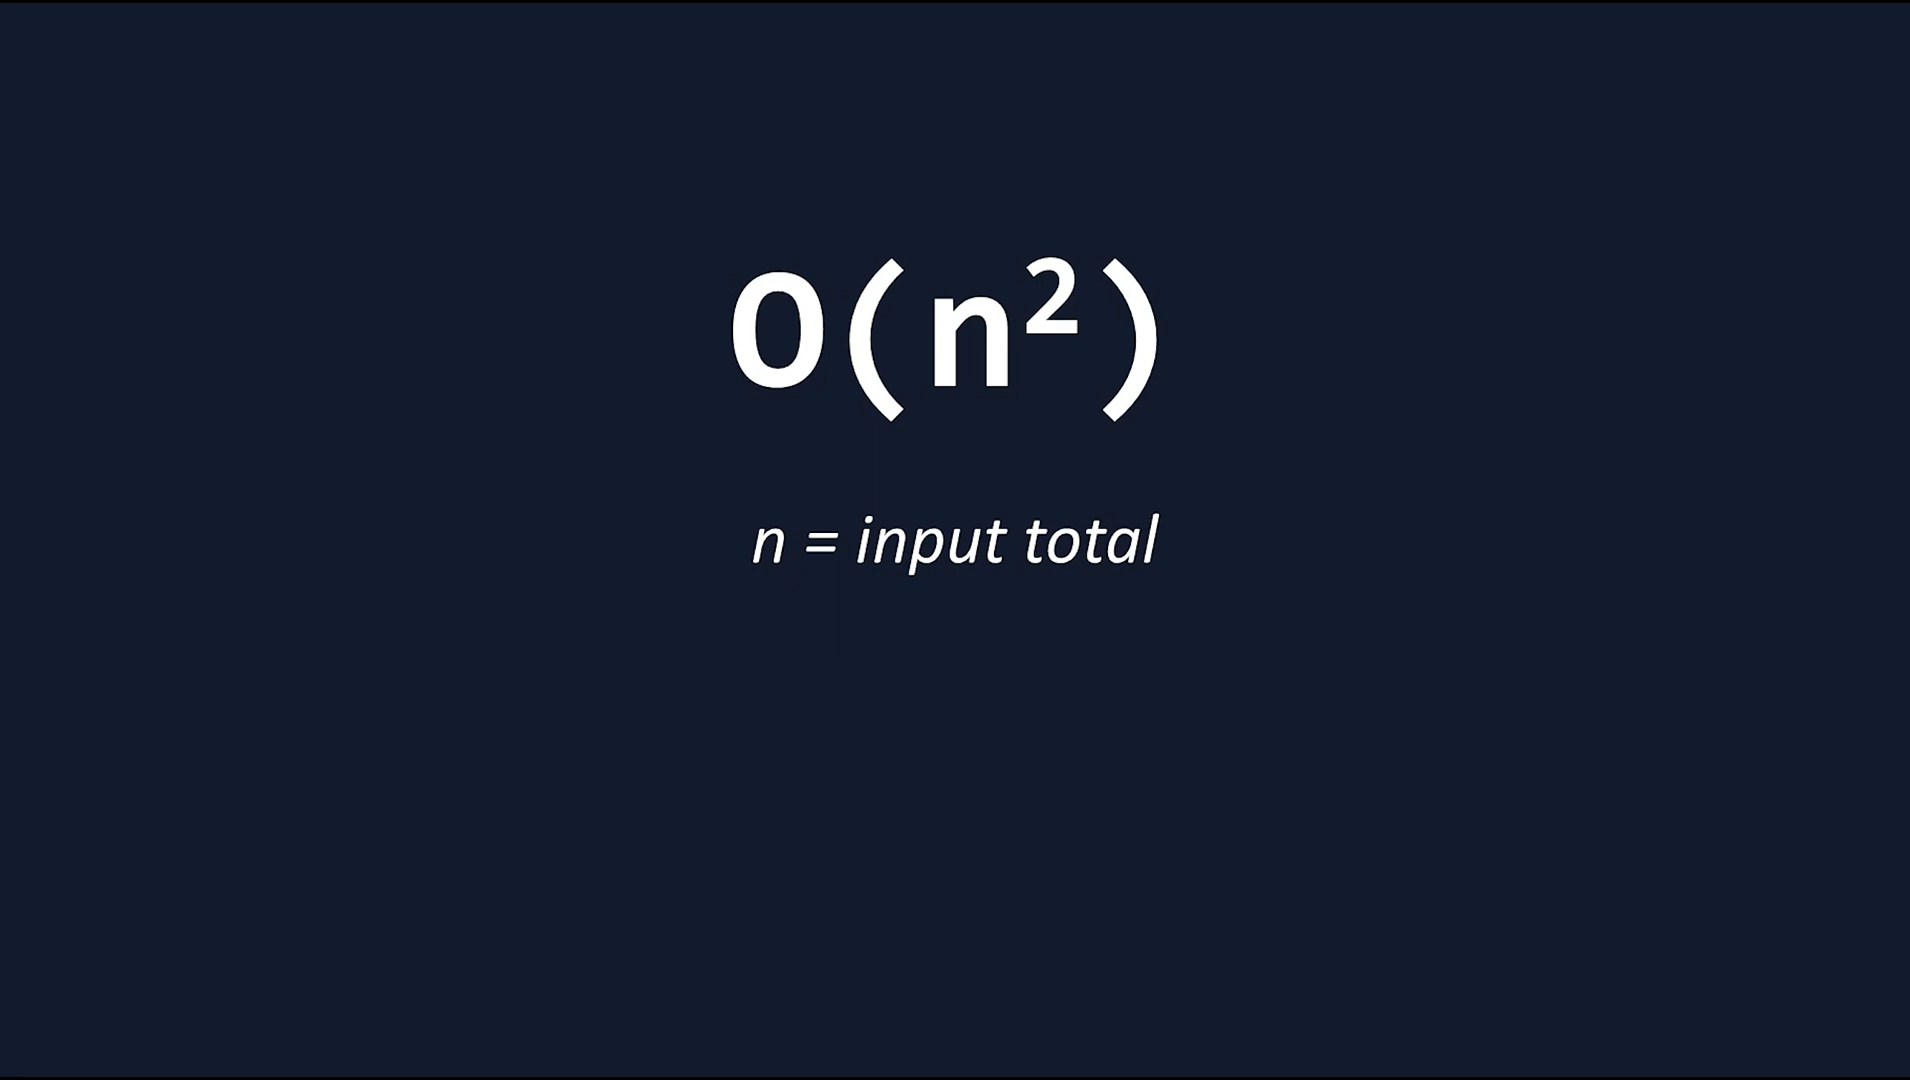 O(n²)
n = input total